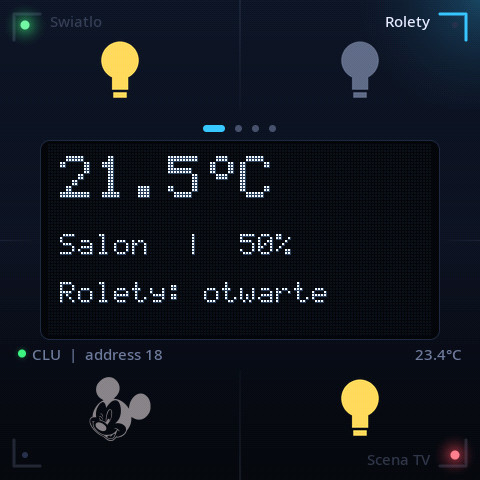 Swiatlo
Rolety
21.5°C
Salon | 50%
Rolety: otwarte
CLU | address 18
23.4°C
Scena TV